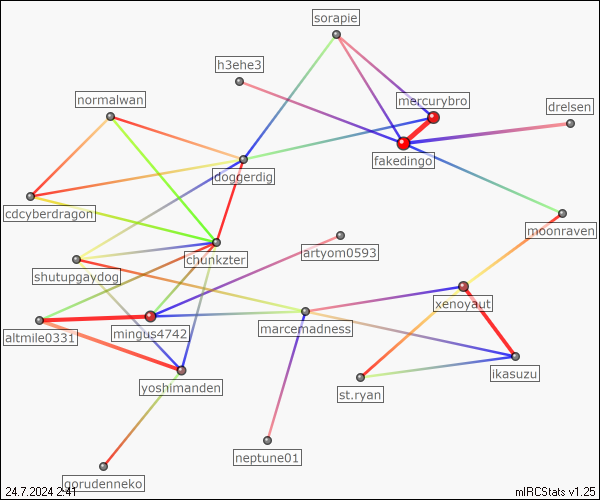 sorapie
h3ehe3
normalwan
mercurybro
drelsen
fakedingo
doggerdig
cdcyberdragon
moonraven
chunkzter
artyom0593
shutupgaydog
xenoyaut
altmile0331
mingus4742
marcemadness
yoshimanden
ikasuzu
st.ryan
neptune01
gorudenneko
24.7.2024 2:41
mIRCStats v1.25